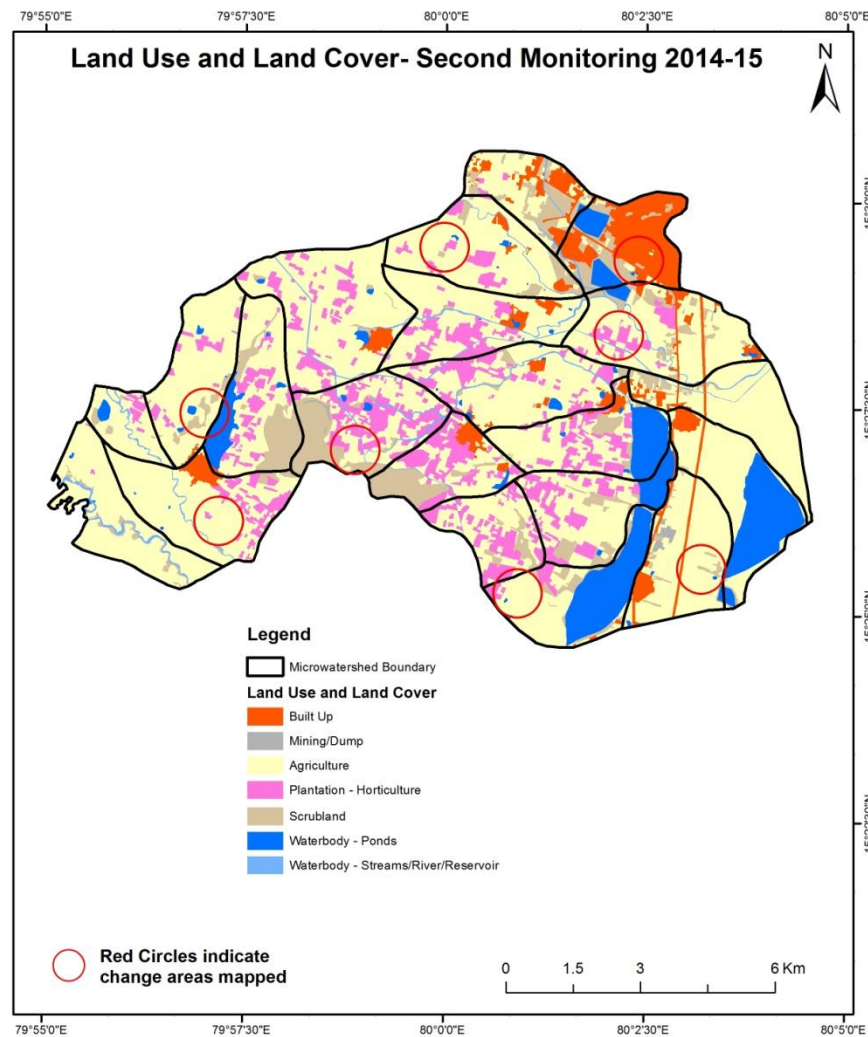 79°55'0"E 79°57'30"E 80°0'0"E 80°2'30"E 80°5'0"E
Land Use and Land Cover- Second Monitoring 2014-15
N
Legend
Microwatershed Boundary
Land Use and Land Cover
Built Up
Mining/Dump
Agriculture
Plantation - Horticulture
Scrubland
Waterbody - Ponds
Waterbody - Streams/River/Reservoir
Red Circles indicate
change areas mapped
0 1.5 3 6 Km
79°55'0"E 79°57'30"E 80°0'0"E 80°2'30"E 80°5'0"E